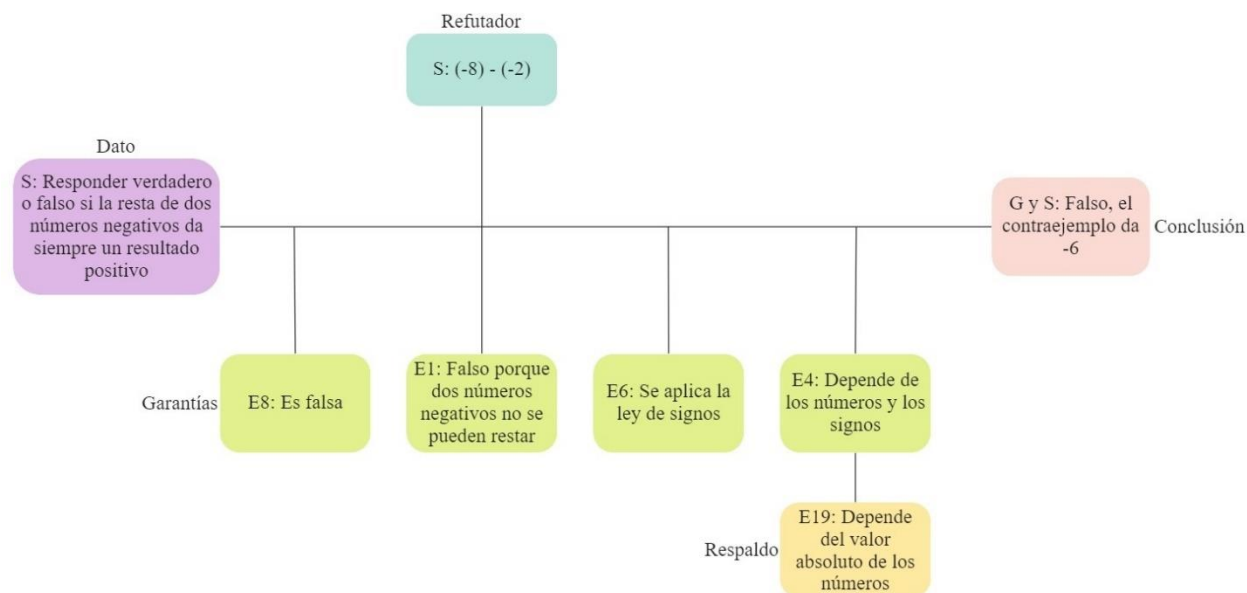 Refutador
S: (-8) - (-2)
Dato
S: Responder verdadero
o falso si la resta de dos
números negativos da
siempre un resultado
positivo
G y S: Falso, el
contraejemplo da
-6
Conclusión
Garantías
E8: Es falsa
E1: Falso porque
dos números
negativos no se
pueden restar
E6: Se aplica la
ley de signos
E4: Depende de
los números y los
signos
Respaldo
E19: Depende
del valor
absoluto de los
números